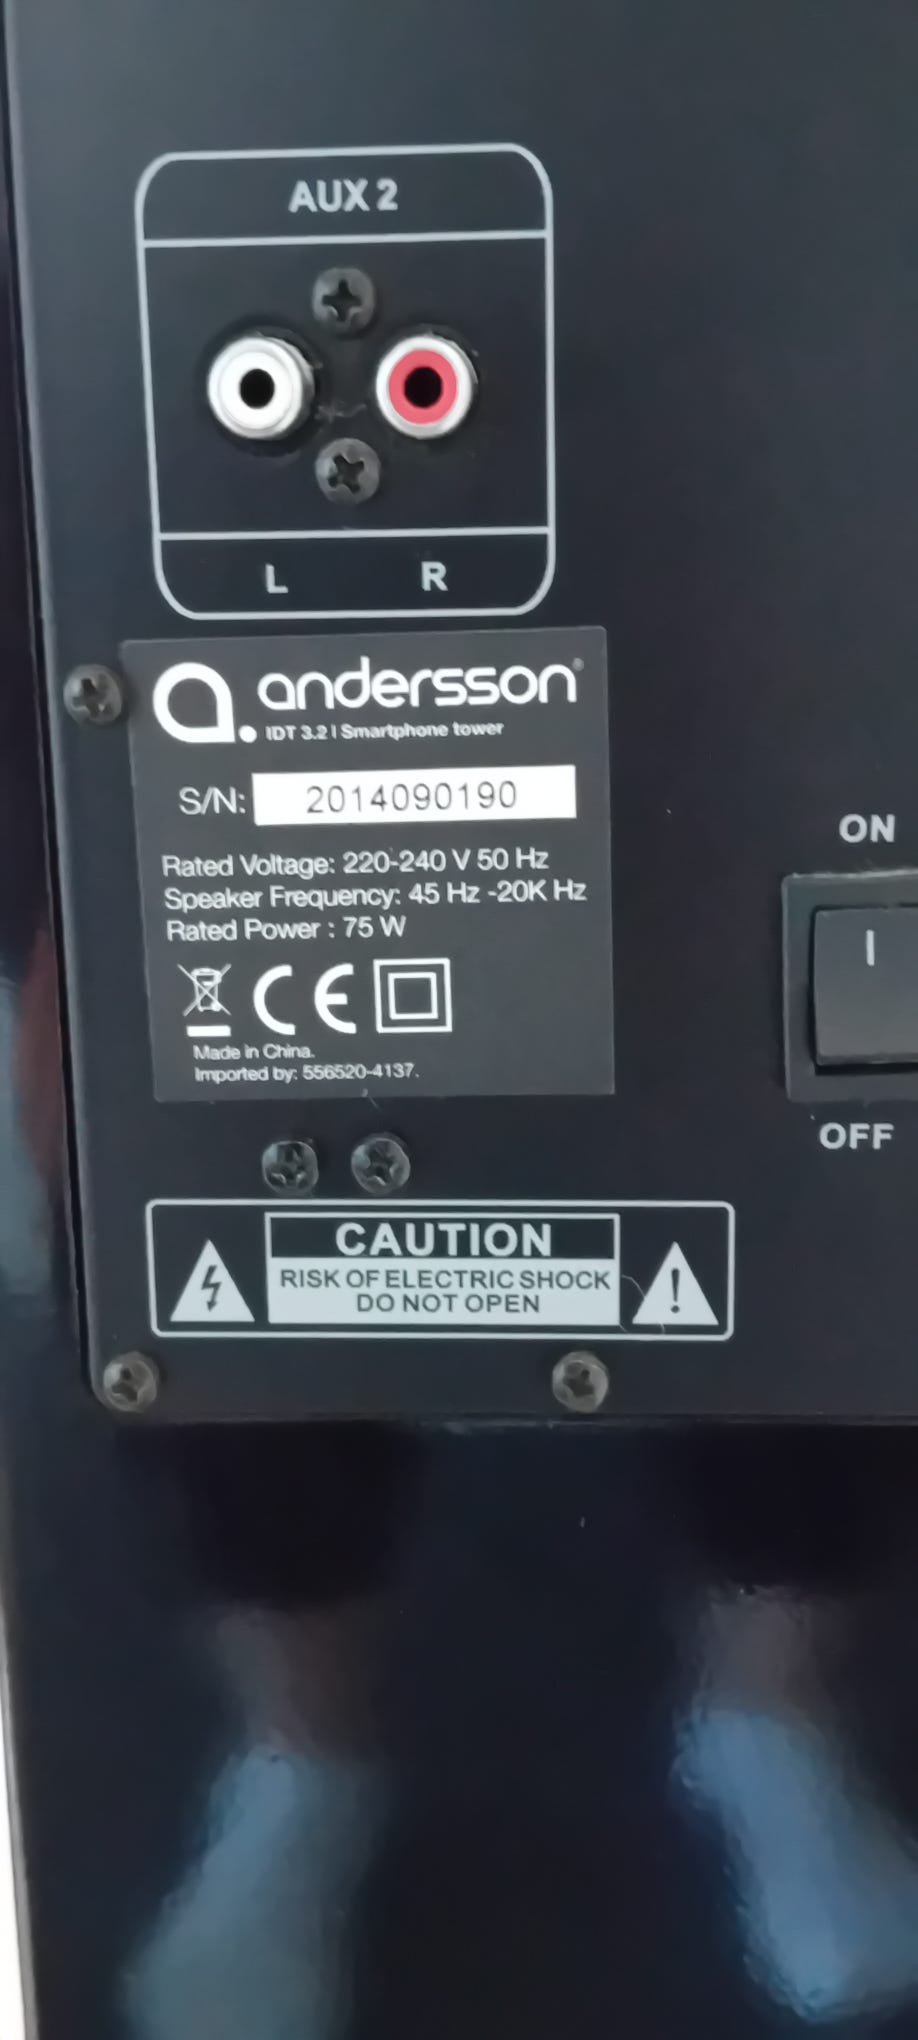 AUX 2
L R
andersson®
IDT 3.2 | Smartphone tower
S/N: 2014090190
Rated Voltage: 220-240 V 50 Hz
Speaker Frequency: 45 Hz -20K Hz
Rated Power : 75 W
CE
Made in China.
Imported by: 556520-4137.
ON
I
OFF
CAUTION
RISK OF ELECTRIC SHOCK
DO NOT OPEN